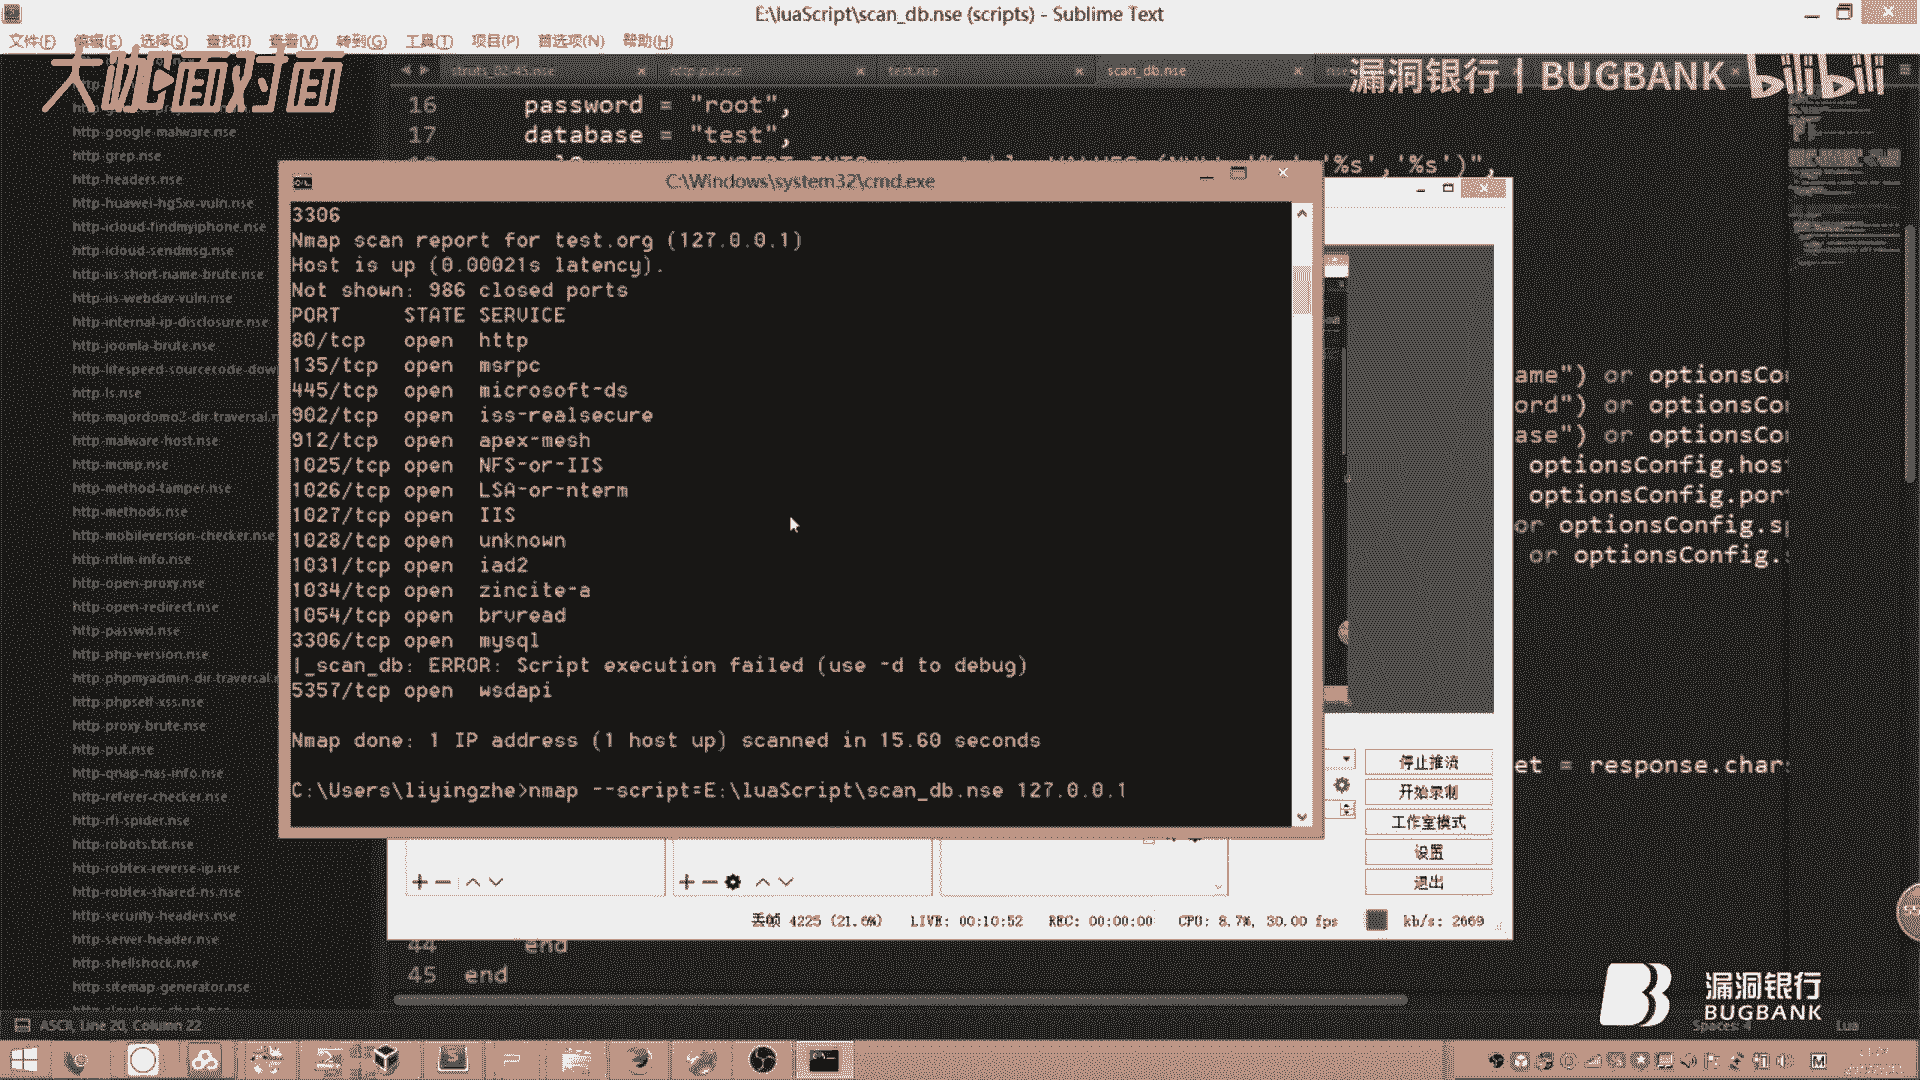 E:\luaScript\scan_db.nse (scripts) - Sublime Text
文件(F) 编辑(E) 选择(S) 查找(I) 查看(V) 转到(G) 工具(T) 项目(P) 首选项(N) 帮助(H)
大咖面对面
漏洞银行 | BUGBANK bilibili
struts_02-45.nse
http-put.nse
test.nse
scan_db.nse
http-google-malware.nse
http-grep.nse
http-headers.nse
http-huawei-hg5xx-vuln.nse
http-icloud-findmyiphone.nse
http-icloud-sendmsg.nse
http-iis-short-name-brute.nse
http-iis-webdav-vuln.nse
http-internal-ip-disclosure.nse
http-joomla-brute.nse
http-litespeed-sourcecode-dow
http-ls.nse
http-majordomo2-dir-traversal.n
http-malware-host.nse
http-mcmp.nse
http-method-tamper.nse
http-methods.nse
http-mobileversion-checker.nse
http-ntlm-info.nse
http-open-proxy.nse
http-open-redirect.nse
http-passwd.nse
http-php-version.nse
http-phpmyadmin-dir-traversal.
http-phpself-xss.nse
http-proxy-brute.nse
http-put.nse
http-qnap-nas-info.nse
http-referer-checker.nse
http-rfi-spider.nse
http-robots.txt.nse
http-robtex-reverse-ip.nse
http-robtex-shared-ns.nse
http-security-headers.nse
http-server-header.nse
http-shellshock.nse
http-sitemap-generator.nse
16 password = "root",
17 database = "test",
'%s','%s')",
C:\Windows\system32\cmd.exe
3306
Nmap scan report for test.org (127.0.0.1)
Host is up (0.00021s latency).
Not shown: 986 closed ports
PORT STATE SERVICE
80/tcp open http
135/tcp open msrpc
445/tcp open microsoft-ds
902/tcp open iss-realsecure
912/tcp open apex-mesh
1025/tcp open NFS-or-IIS
1026/tcp open LSA-or-nterm
1027/tcp open IIS
1028/tcp open unknown
1031/tcp open iad2
1034/tcp open zincite-a
1054/tcp open brvread
3306/tcp open mysql
|_scan_db: ERROR: Script execution failed (use -d to debug)
5357/tcp open wsdapi
Nmap done: 1 IP address (1 host up) scanned in 15.60 seconds
C:\Users\liyingzhe>nmap --script=E:\luaScript\scan_db.nse 127.0.0.1
ame") or optionsCo
ord") or optionsCo
ase") or optionsCo
optionsConfig.hos
optionsConfig.por
or optionsConfig.s
or optionsConfig.
et = response.char
停止推流
开始录制
工作室模式
设置
退出
丢帧 4225 (21.6%) LIVE: 00:10:52 REC: 00:00:00 CPU: 8.7%, 30.00 fps kb/s: 2669
44 end
45 end
漏洞银行
BUGBANK
ASCII, Line 20, Column 22
Spaces: 4
Lua